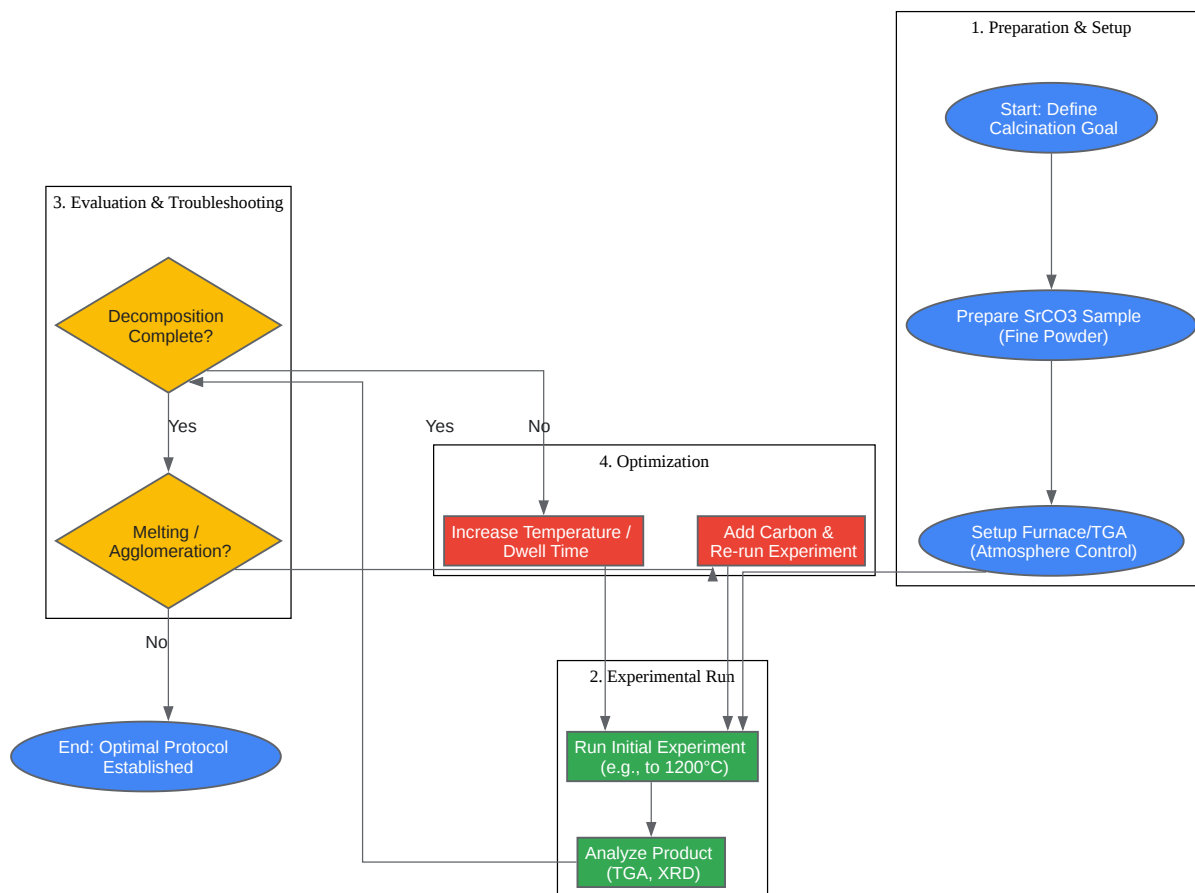 1. Preparation & Setup
Start: Define
Calcination Goal
Prepare SrCO3 Sample
(Fine Powder)
Setup Furnace/TGA
(Atmosphere Control)
2. Experimental Run
Run Initial Experiment
(e.g., to 1200°C)
Analyze Product
(TGA, XRD)
3. Evaluation & Troubleshooting
Decomposition
Complete?
Yes
Melting /
Agglomeration?
No
End: Optimal Protocol
Established
Yes
No
4. Optimization
Increase Temperature /
Dwell Time
Add Carbon &
Re-run Experiment